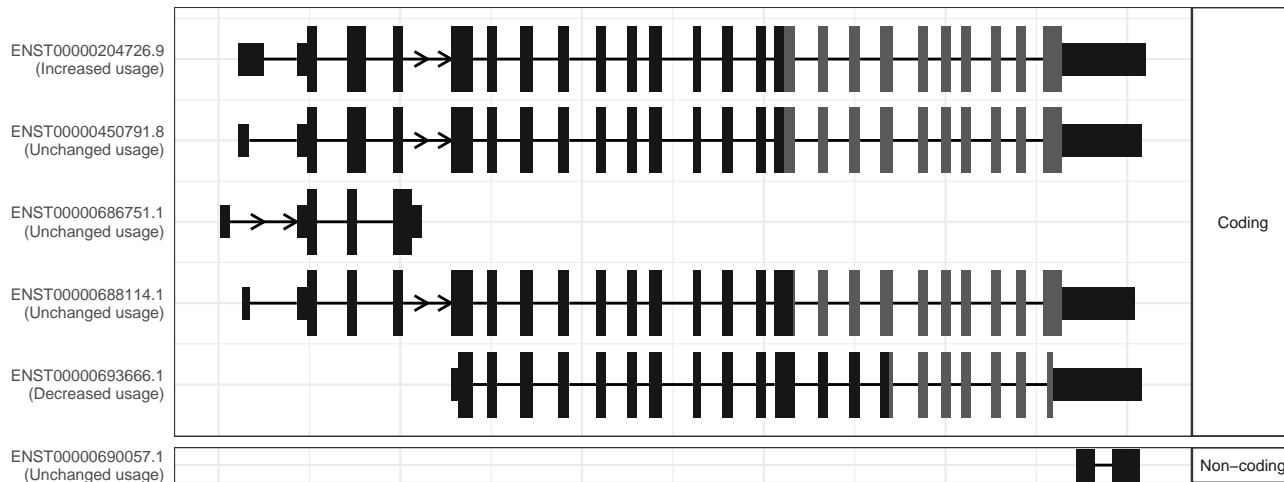 ENST00000204726.9
(Increased usage)
ENST00000450791.8
(Unchanged usage)
ENST00000686751.1
(Unchanged usage)
Coding
ENST00000688114.1
(Unchanged usage)
ENST00000693666.1
(Decreased usage)
ENST00000690057.1
(Unchanged usage)
Non−coding